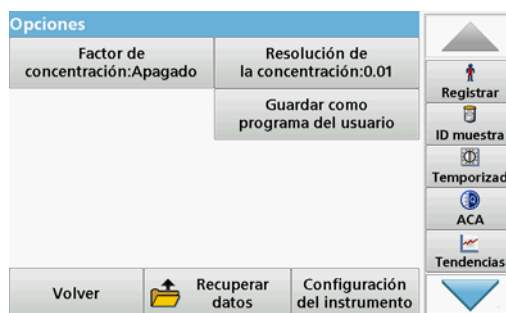 Opciones
Factor de
concentración:Apagado
Resolución de
la concentración:0.01
Guardar como
programa del usuario
Volver
Recuperar
datos
Configuración
del instrumento
Registrar
ID muestra
Temporizad
ACA
Tendencias